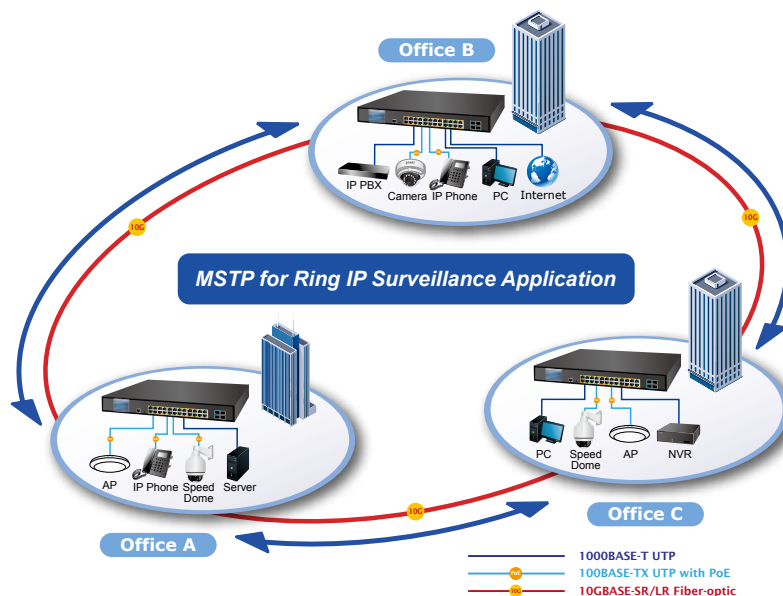 Office B
IP PBX
Camera
IP Phone
PC
Internet
10G
10G
MSTP for Ring IP Surveillance Application
AP
IP Phone
Speed
Dome
Server
PC
Speed
Dome
AP
NVR
10G
Office A
Office C
1000BASE-T UTP
PoE
100BASE-TX UTP with PoE
10G
10GBASE-SR/LR Fiber-optic